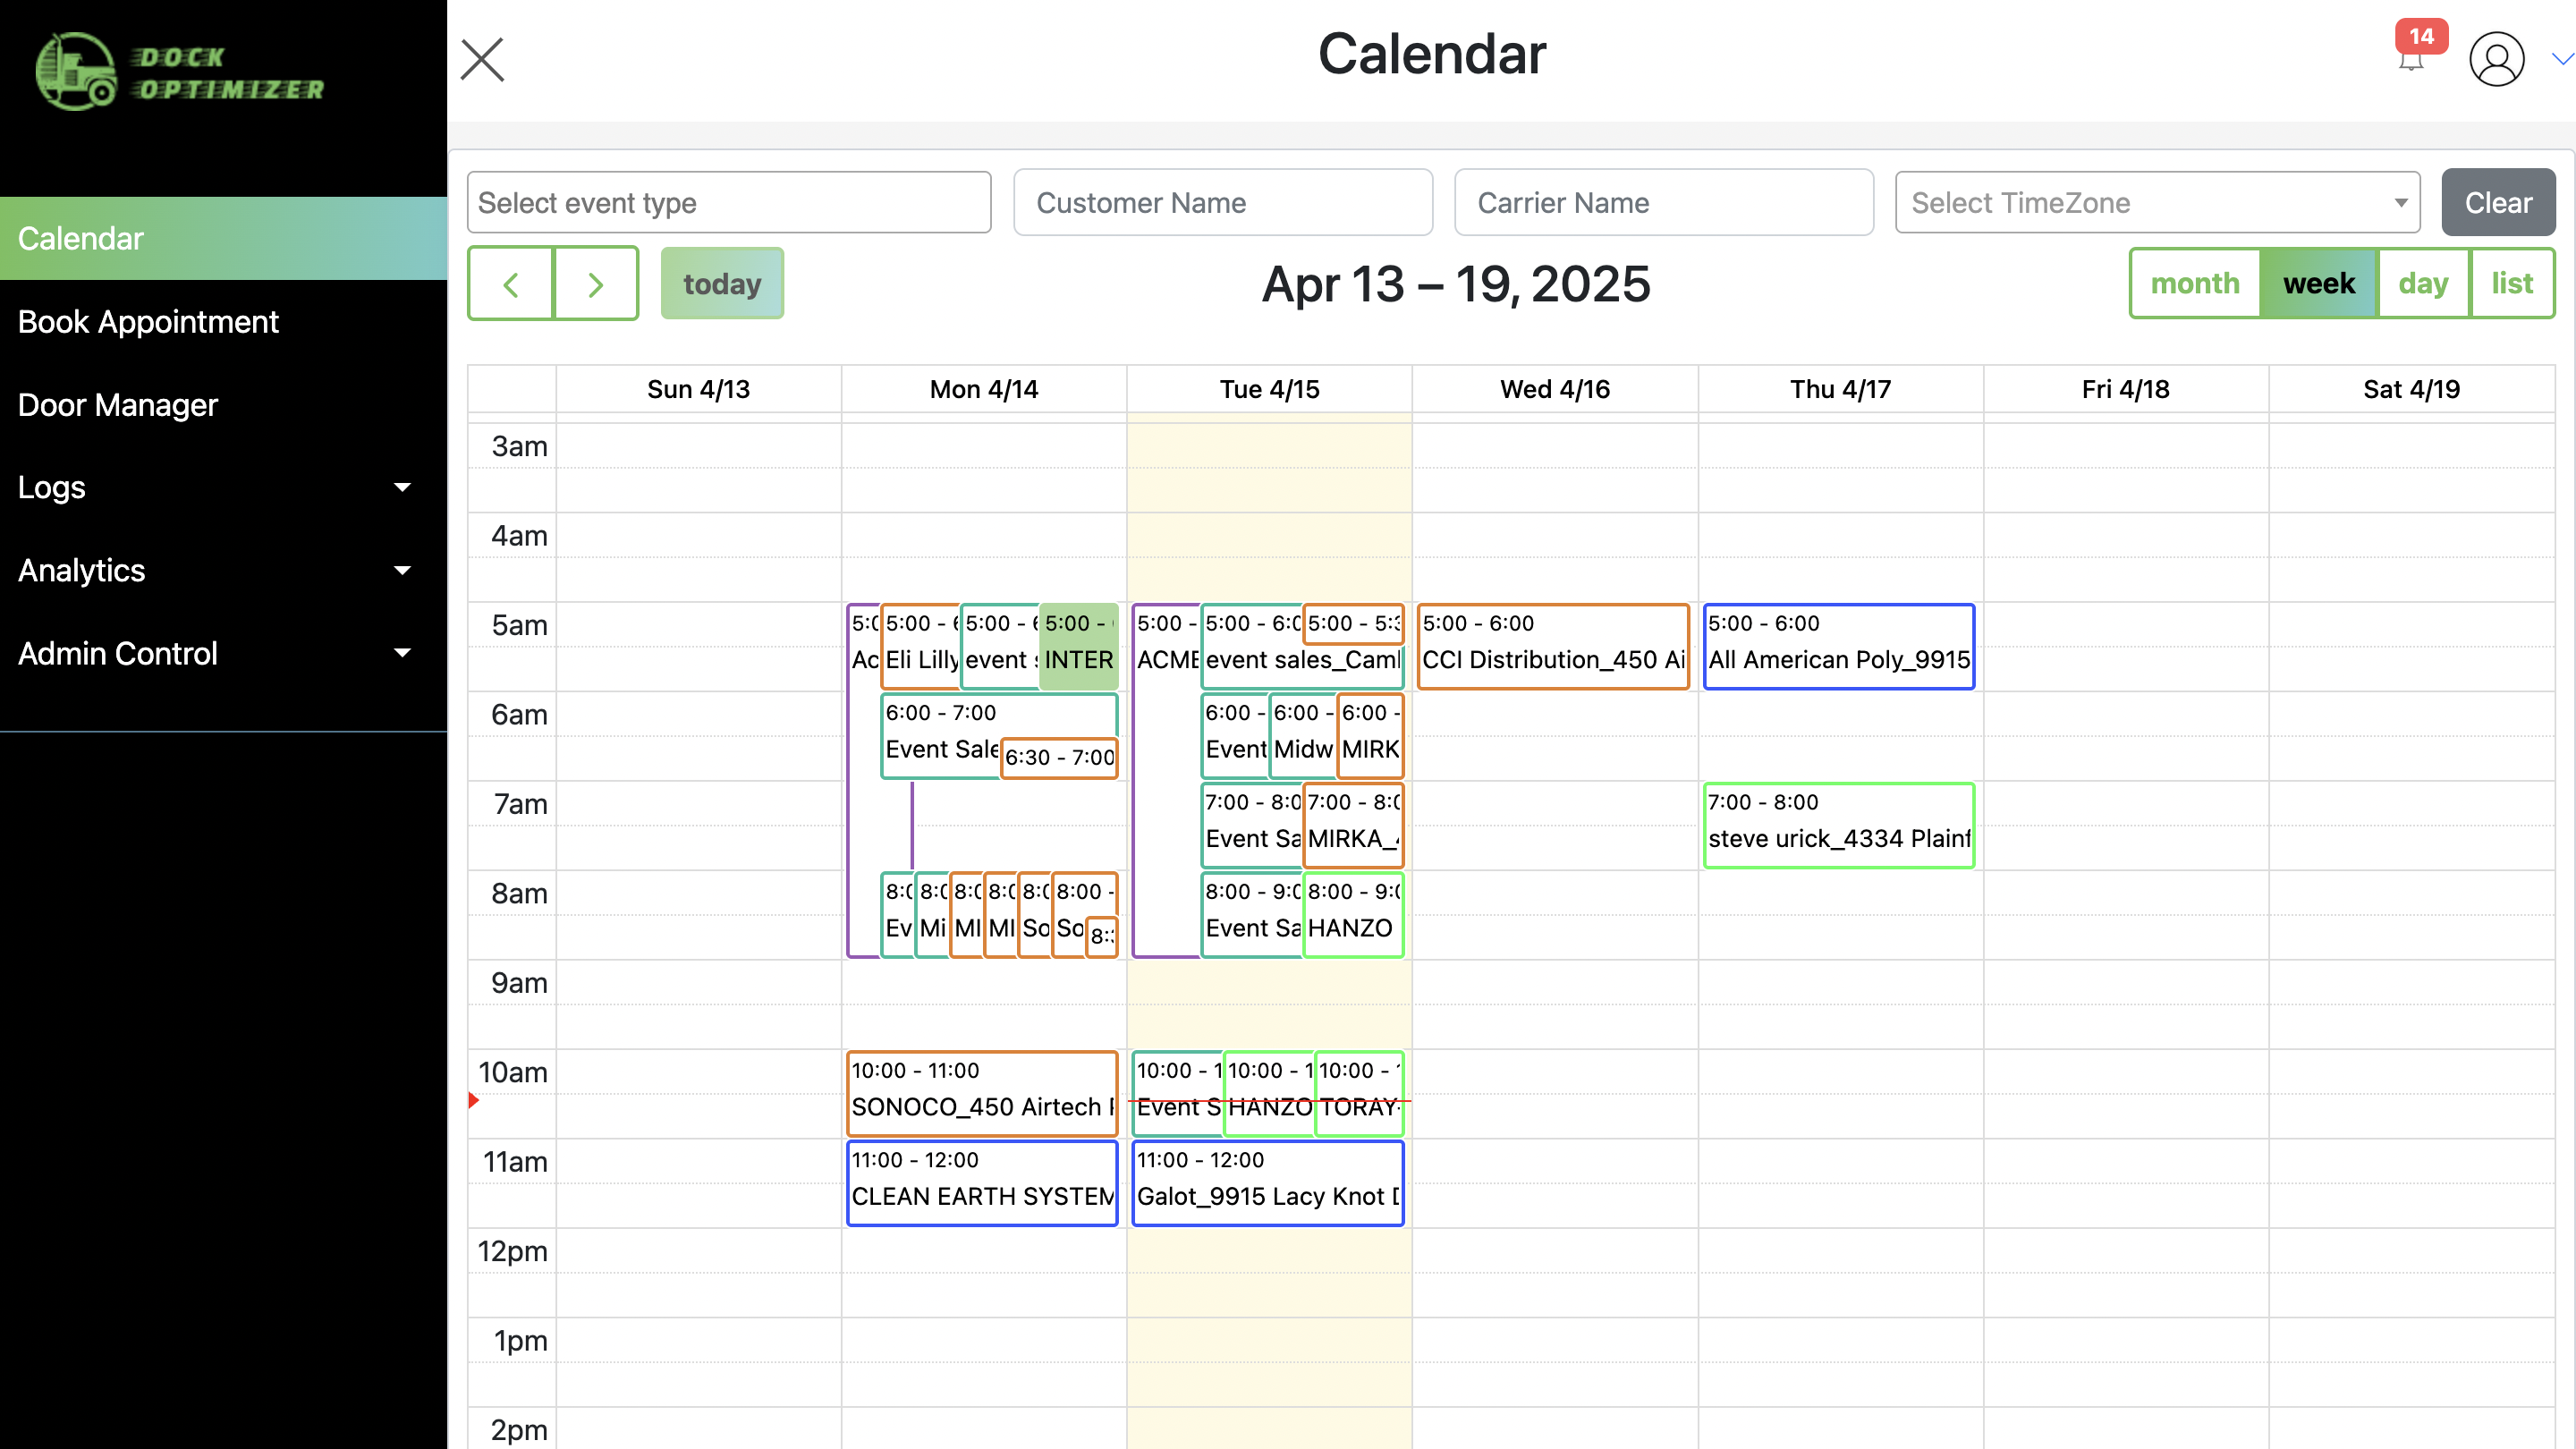 DOCK
OPTIMIZER
Calendar
Book Appointment
Door Manager
Logs
Analytics
Admin Control
Calendar
14
Select event type
Customer Name
Carrier Name
Select TimeZone
Clear
today
Apr 13 – 19, 2025
month
week
day
list
Sun 4/13
Mon 4/14
Tue 4/15
Wed 4/16
Thu 4/17
Fri 4/18
Sat 4/19
3am
4am
5am
6am
7am
8am
9am
10am
11am
12pm
1pm
2pm
5:0
Ac
5:00 - 6
Eli Lilly
5:00 - 6
event s
5:00 -
INTER
6:00 - 7:00
Event Sale
6:30 - 7:00
8:0
Ev
8:0
Mi
8:0
MI
8:0
MI
8:0
So
8:00 -
So
8:3
10:00 - 11:00
SONOCO_450 Airtech P
11:00 - 12:00
CLEAN EARTH SYSTEM
5:00 -
ACME
5:00 - 6:0
event sales_Cam
5:00 - 5:3
6:00 -
Event
6:00 -
Midw
6:00 -
MIRK
7:00 - 8:0
Event Sa
7:00 - 8:0
MIRKA_4
8:00 - 9:0
Event Sa
8:00 - 9:0
HANZO
10:00 - 1
Event S
10:00 - 1
HANZO
10:00 - 1
TORAY-
11:00 - 12:00
Galot_9915 Lacy Knot D
5:00 - 6:00
CCI Distribution_450 Ai
5:00 - 6:00
All American Poly_9915
7:00 - 8:00
steve urick_4334 Plainf